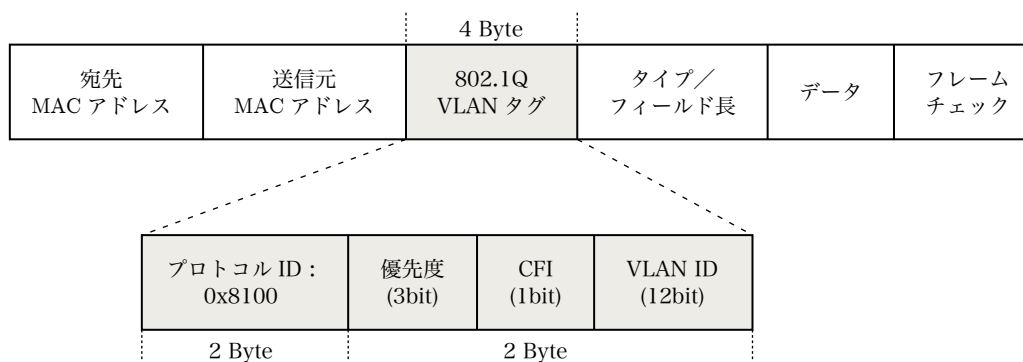 4 Byte
宛先
MAC アドレス
送信元
MAC アドレス
802.1Q
VLAN タグ
タイプ／
フィールド長
データ
フレーム
チェック
プロトコル ID：
0x8100
優先度
(3bit)
CFI
(1bit)
VLAN ID
(12bit)
2 Byte
2 Byte